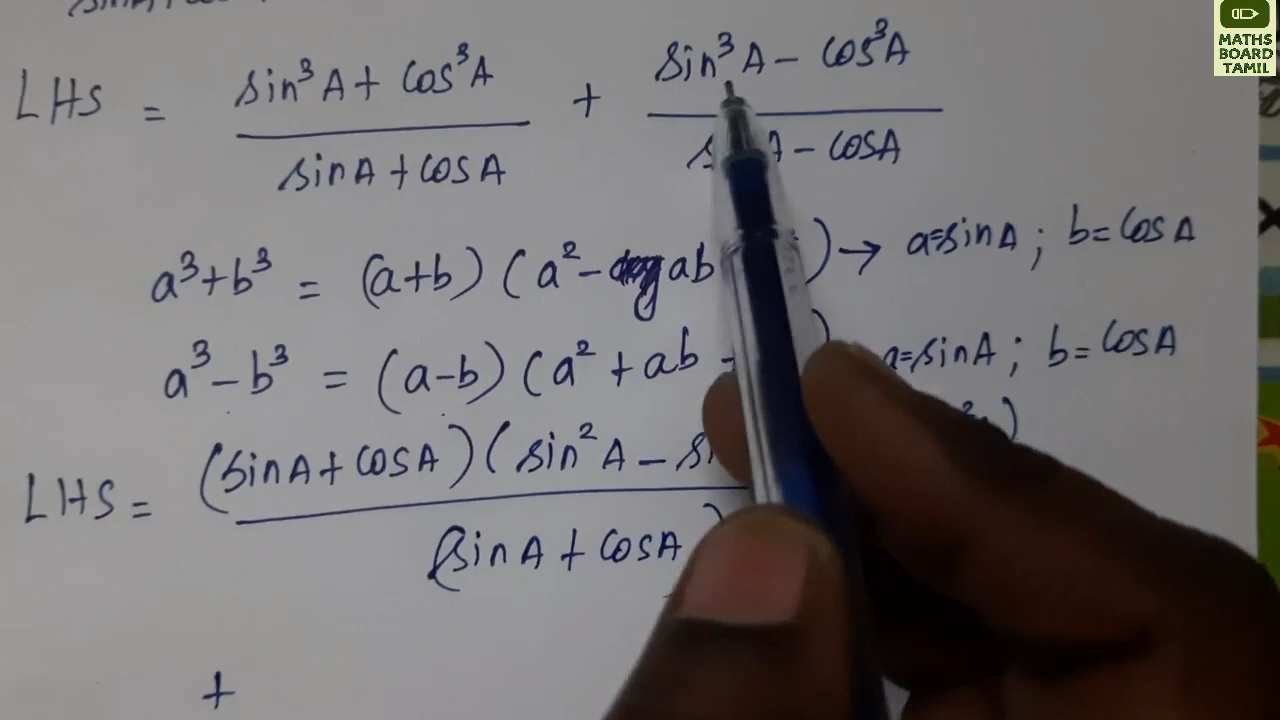 MATHS
BOARD
TAMIL
LHS = sin³A + cos³A / sinA + cosA + sin³A - cos³A / A - cosA
a³+b³ = (a+b) (a² - ab ) → a=sinA ; b= cosA
a³-b³ = (a-b) (a² + ab a=sinA ; b= cosA
LHS = (sinA + cosA) (sin²A - / (sinA + cosA)
+